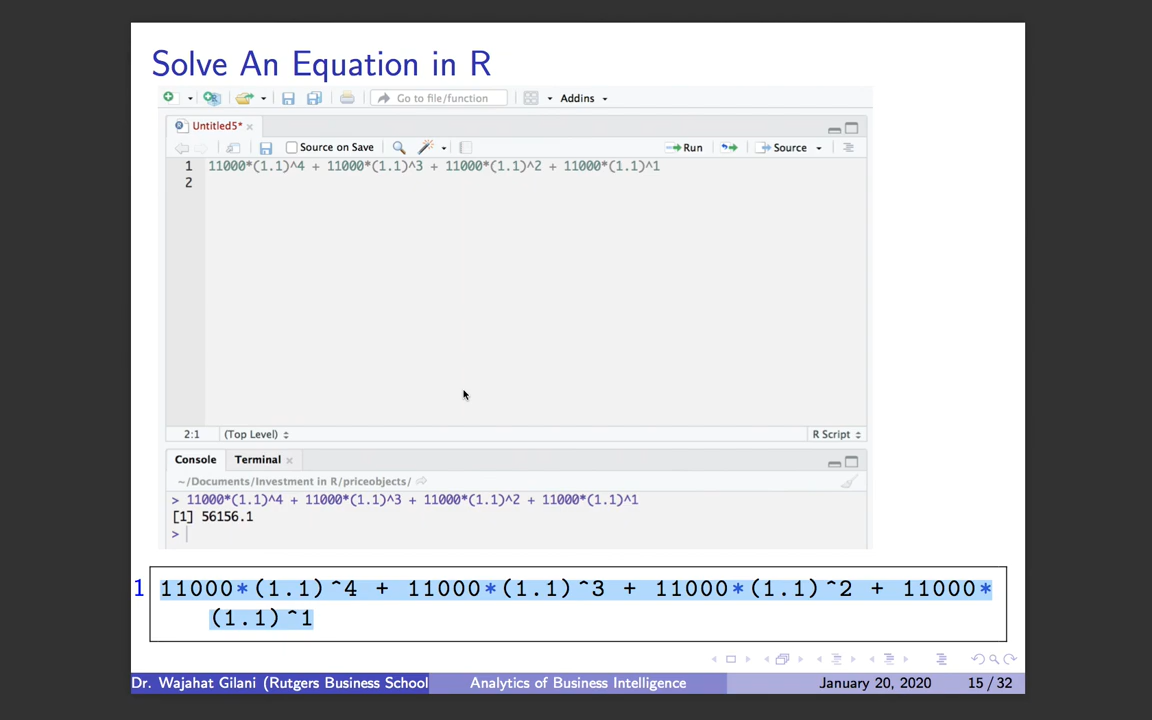 Solve An Equation in R
Go to file/function
Addins
Untitled5*
Source on Save
Run
Source
1 11000*(1.1)^4 + 11000*(1.1)^3 + 11000*(1.1)^2 + 11000*(1.1)^1
2
2:1 (Top Level) R Script
Console Terminal
~/Documents/Investment in R/priceobjects/
> 11000*(1.1)^4 + 11000*(1.1)^3 + 11000*(1.1)^2 + 11000*(1.1)^1
[1] 56156.1
>
1 11000*(1.1)^4 + 11000*(1.1)^3 + 11000*(1.1)^2 + 11000*
(1.1)^1
Dr. Wajahat Gilani (Rutgers Business School Analytics of Business Intelligence January 20, 2020 15 / 32